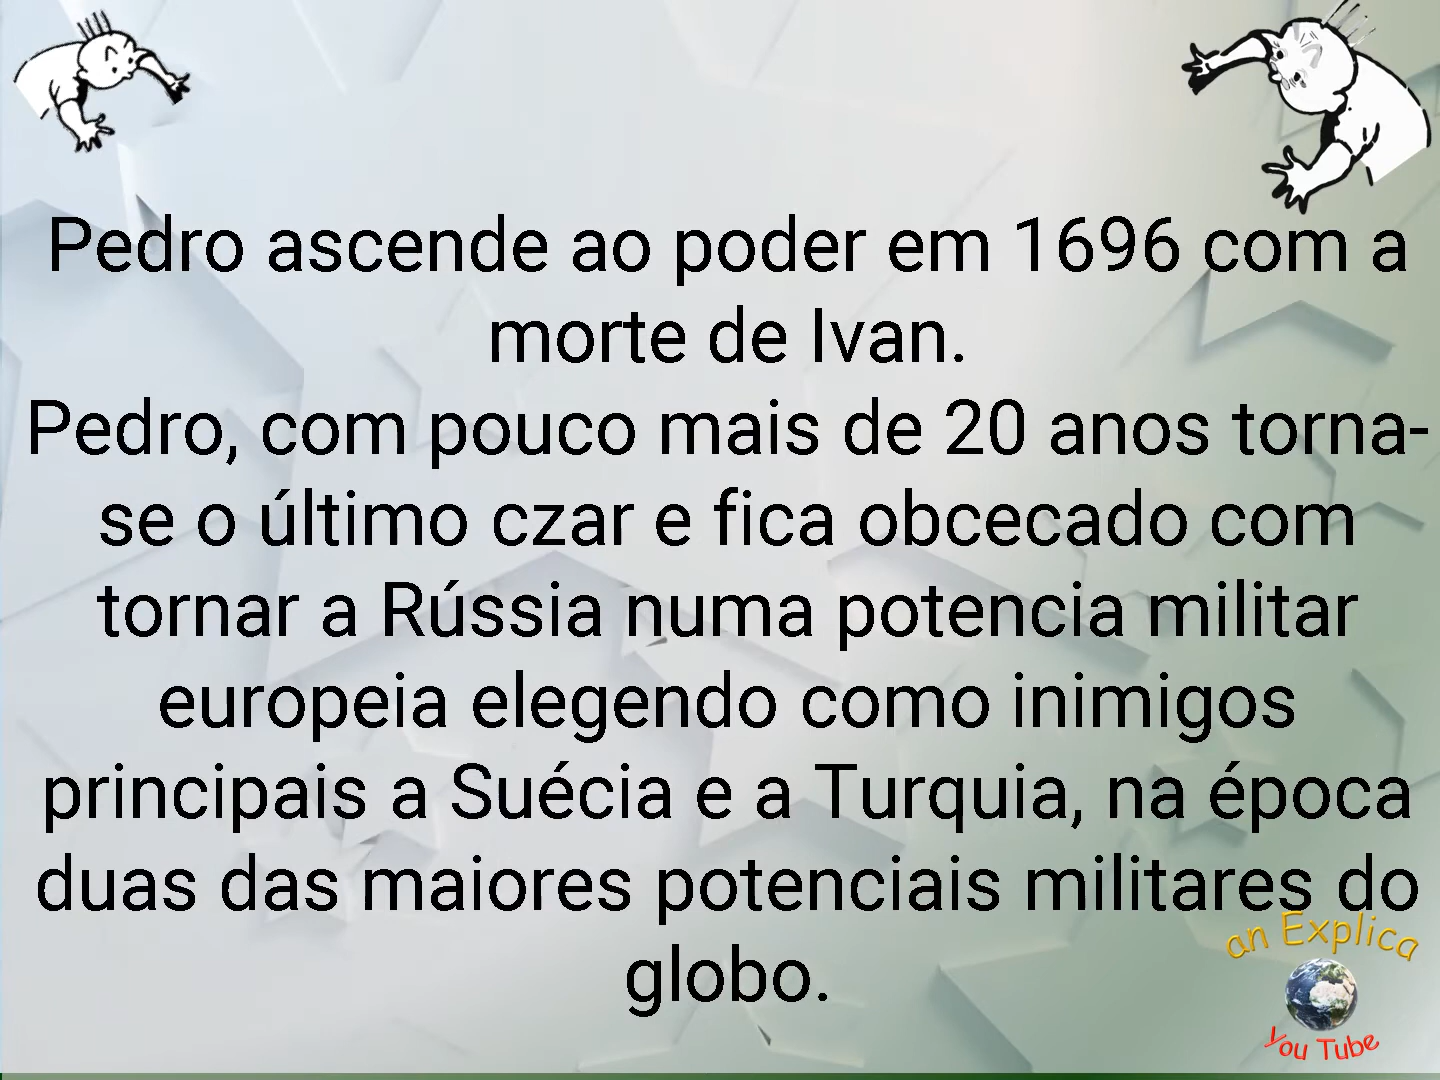 Pedro ascende ao poder em 1696 com a
morte de Ivan.
Pedro, com pouco mais de 20 anos torna-
se o último czar e fica obcecado com
tornar a Rússia numa potencia militar
europeia elegendo como inimigos
principais a Suécia e a Turquia, na época
duas das maiores potenciais militares do
globo.
an Explica
You Tube